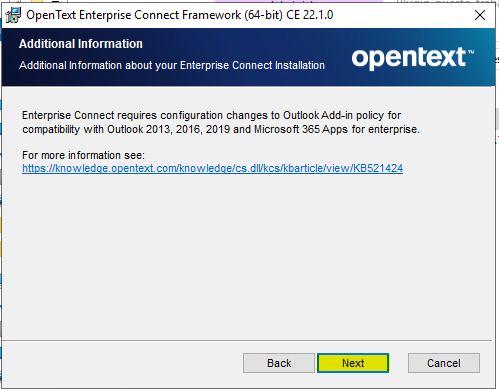 OpenText Enterprise Connect Framework (64-bit) CE 22.1.0
Additional Information
Additional Information about your Enterprise Connect Installation
opentext™
Enterprise Connect requires configuration changes to Outlook Add-in policy for
compatibility with Outlook 2013, 2016, 2019 and Microsoft 365 Apps for enterprise.
For more information see:
https://knowledge.opentext.com/knowledge/cs.dll/kcs/kbarticle/view/KB521424
Back
Next
Cancel